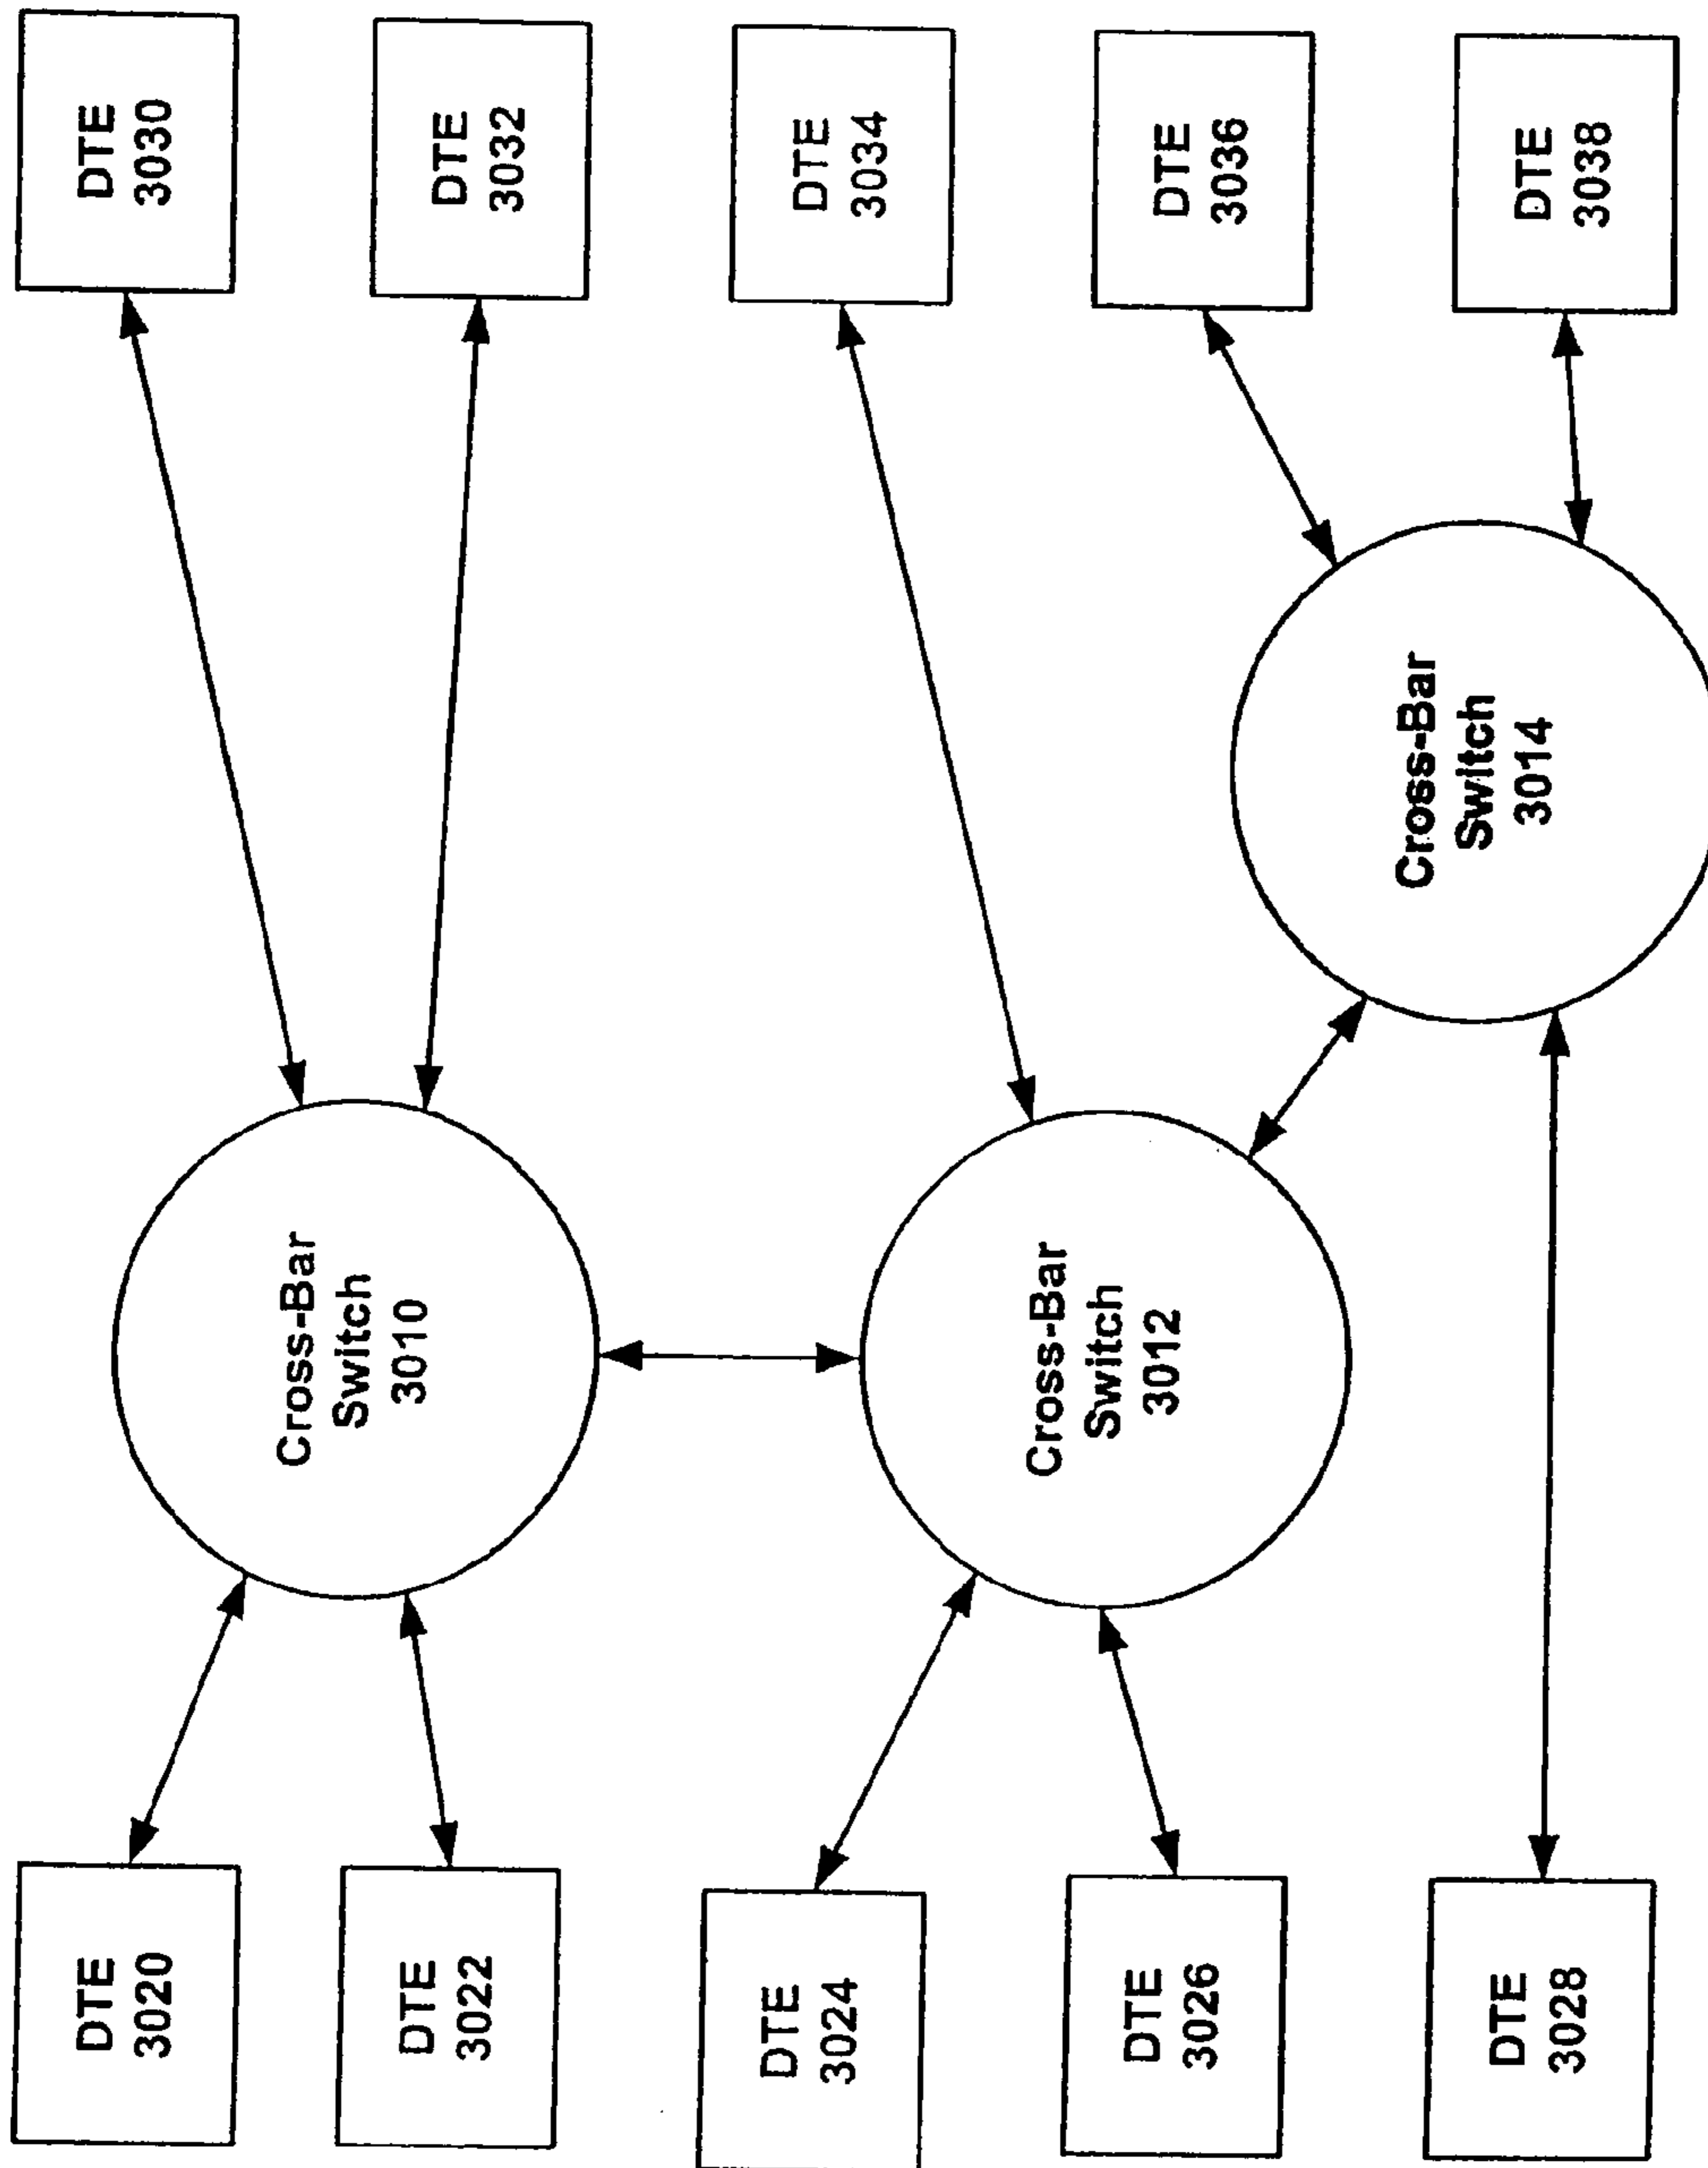 DTE
3020
DTE
3022
DTE
3024
DTE
3026
DTE
3028
Cross-Bar
Switch
3010
Cross-Bar
Switch
3012
Cross-Bar
Switch
3014
DTE
3030
DTE
3032
DTE
3034
DTE
3036
DTE
3038